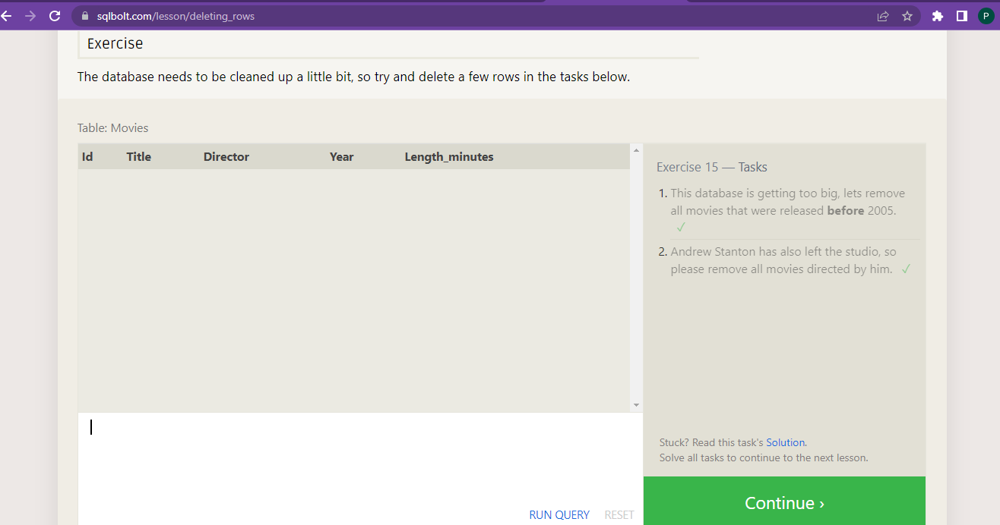 sqlbolt.com/lesson/deleting_rows
P
Exercise
The database needs to be cleaned up a little bit, so try and delete a few rows in the tasks below.
Table: Movies
Id Title Director Year Length_minutes
Exercise 15 — Tasks
1. This database is getting too big, lets remove
all movies that were released before 2005.
✓
2. Andrew Stanton has also left the studio, so
please remove all movies directed by him. ✓
Stuck? Read this task's Solution.
Solve all tasks to continue to the next lesson.
RUN QUERY RESET
Continue ›